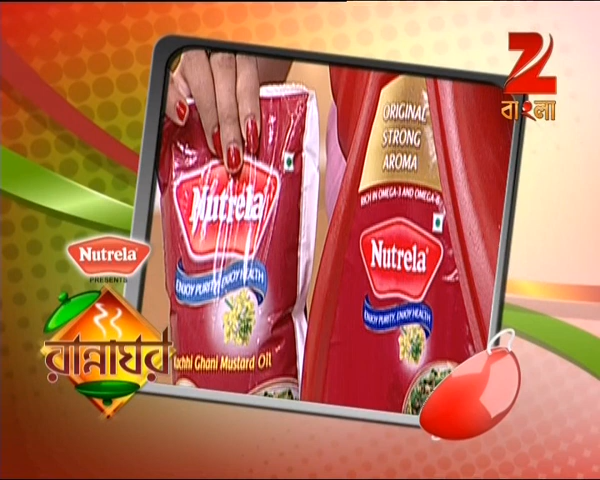 Z
বাংলা
ORIGINAL
STRONG
AROMA
RICH IN OMEGA-3 AND OMEGA-6
Nutrela
ENJOY PURITY, ENJOY HEALTH
Kachhi Ghani Mustard Oil
Nutrela
ENJOY PURITY, ENJOY HEALTH
Nutrela
PRESENTS
রান্নাঘর